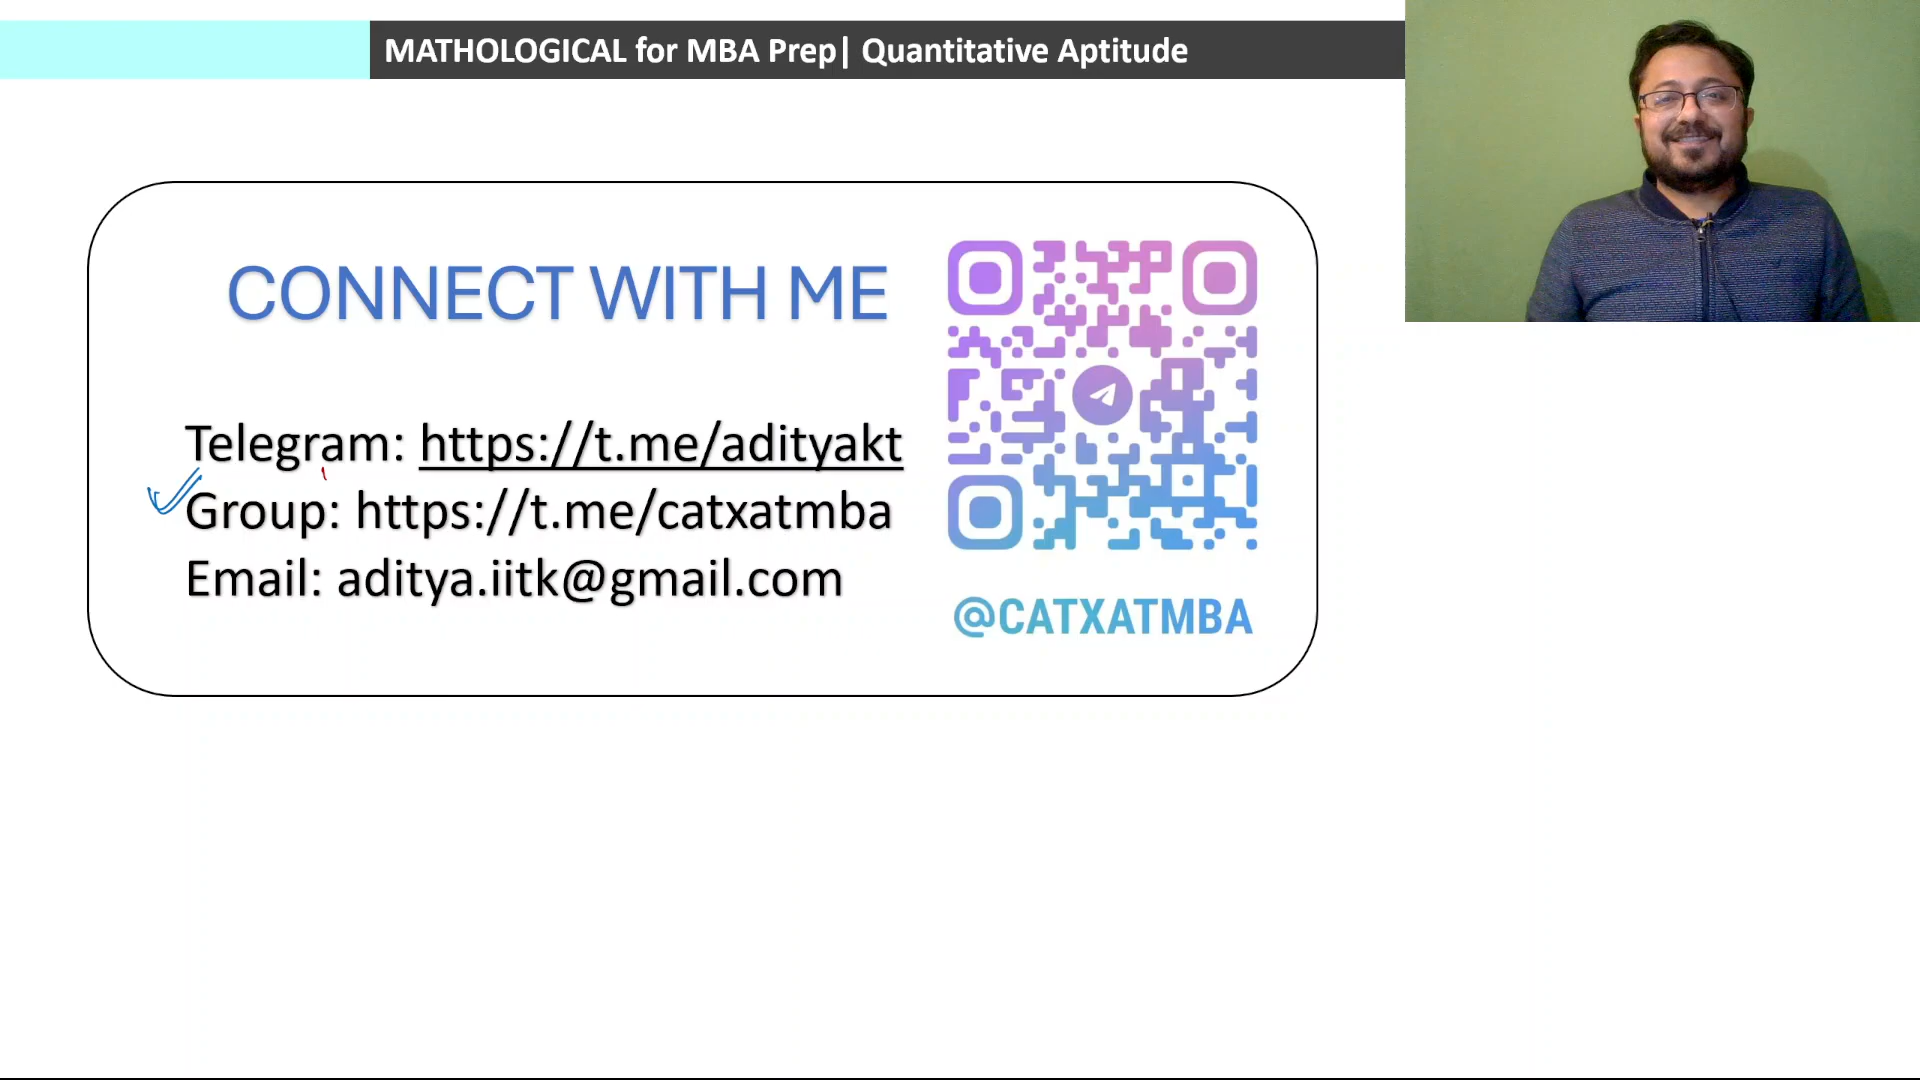 MATHOLOGICAL for MBA Prep| Quantitative Aptitude
CONNECT WITH ME
Telegram: https://t.me/adityakt
Group: https://t.me/catxatmba
Email: aditya.iitk@gmail.com
@CATXATMBA